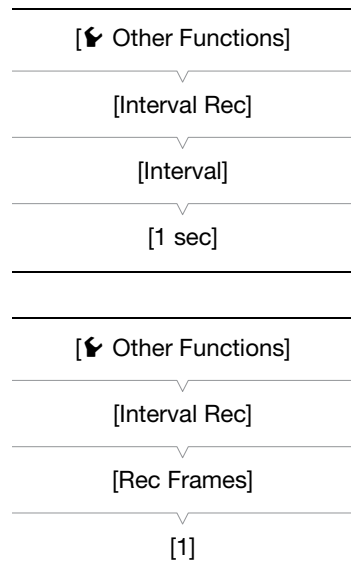 [ Other Functions]
[Interval Rec]
[Interval]
[1 sec]
[ Other Functions]
[Interval Rec]
[Rec Frames]
[1]